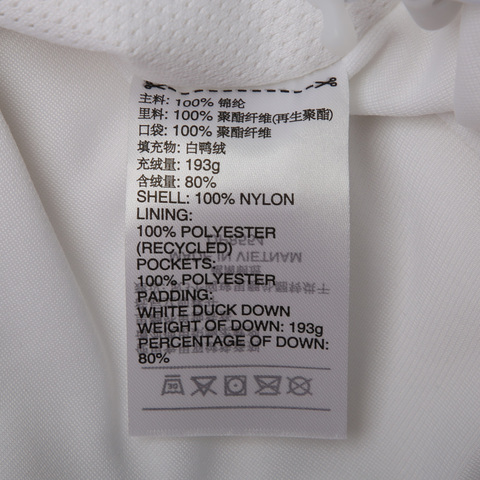 主料: 100% 锦纶
里料: 100% 聚酯纤维(再生聚酯)
口袋: 100% 聚酯纤维
填充物: 白鸭绒
充绒量: 193g
含绒量: 80%
SHELL: 100% NYLON
LINING:
100% POLYESTER
(RECYCLED)
POCKETS:
100% POLYESTER
PADDING:
WHITE DUCK DOWN
WEIGHT OF DOWN: 193g
PERCENTAGE OF DOWN:
80%
MADE IN VIETNAM